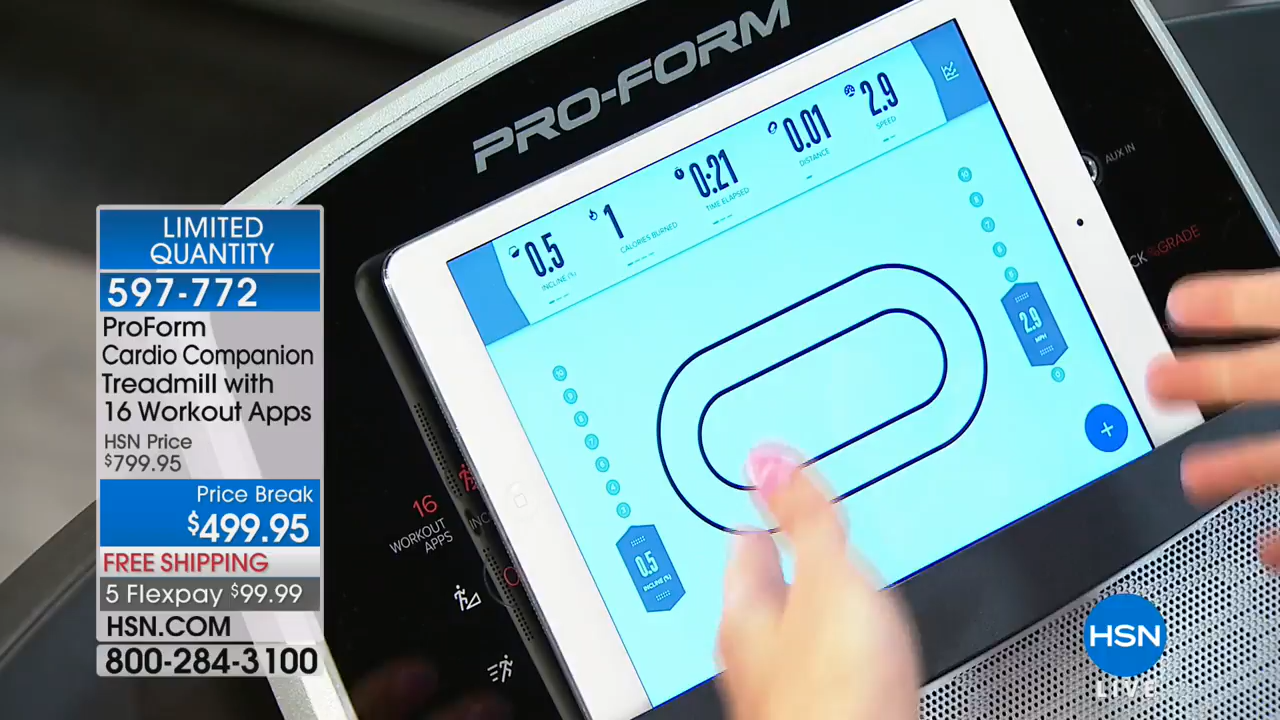 PRO-FORM
0.5
INCLINE (%)
1
CALORIES BURNED
0:21
TIME ELAPSED
0.01
DISTANCE
2.9
SPEED
AUX IN
CK
GRADE
2.9
MPH
0.5
INCLINE (%)
+
16
WORKOUT
APPS
INC
LIMITED
QUANTITY
597-772
ProForm
Cardio Companion
Treadmill with
16 Workout Apps
HSN Price
$799.95
Price Break
$499.95
FREE SHIPPING
5 Flexpay $99.99
HSN.COM
800-284-3100
HSN
LIVE